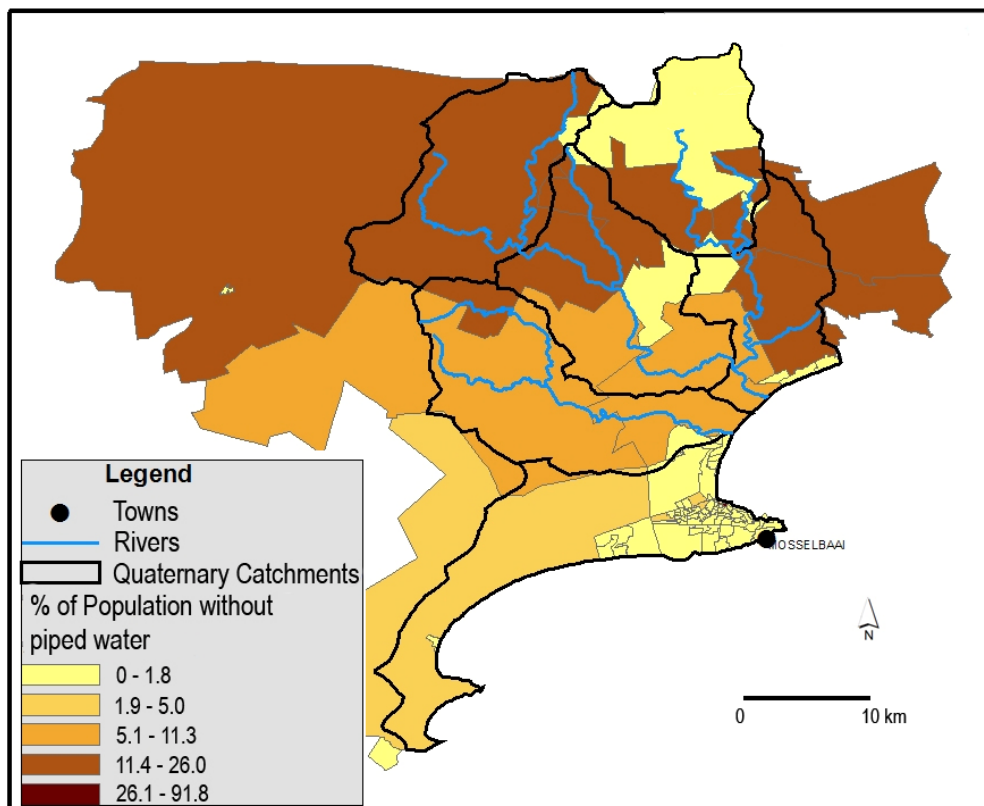 Legend
Towns
Rivers
Quaternary Catchments
% of Population without
piped water
0 - 1.8
1.9 - 5.0
5.1 - 11.3
11.4 - 26.0
26.1 - 91.8
MOSSELBAAI
N
0 10 km